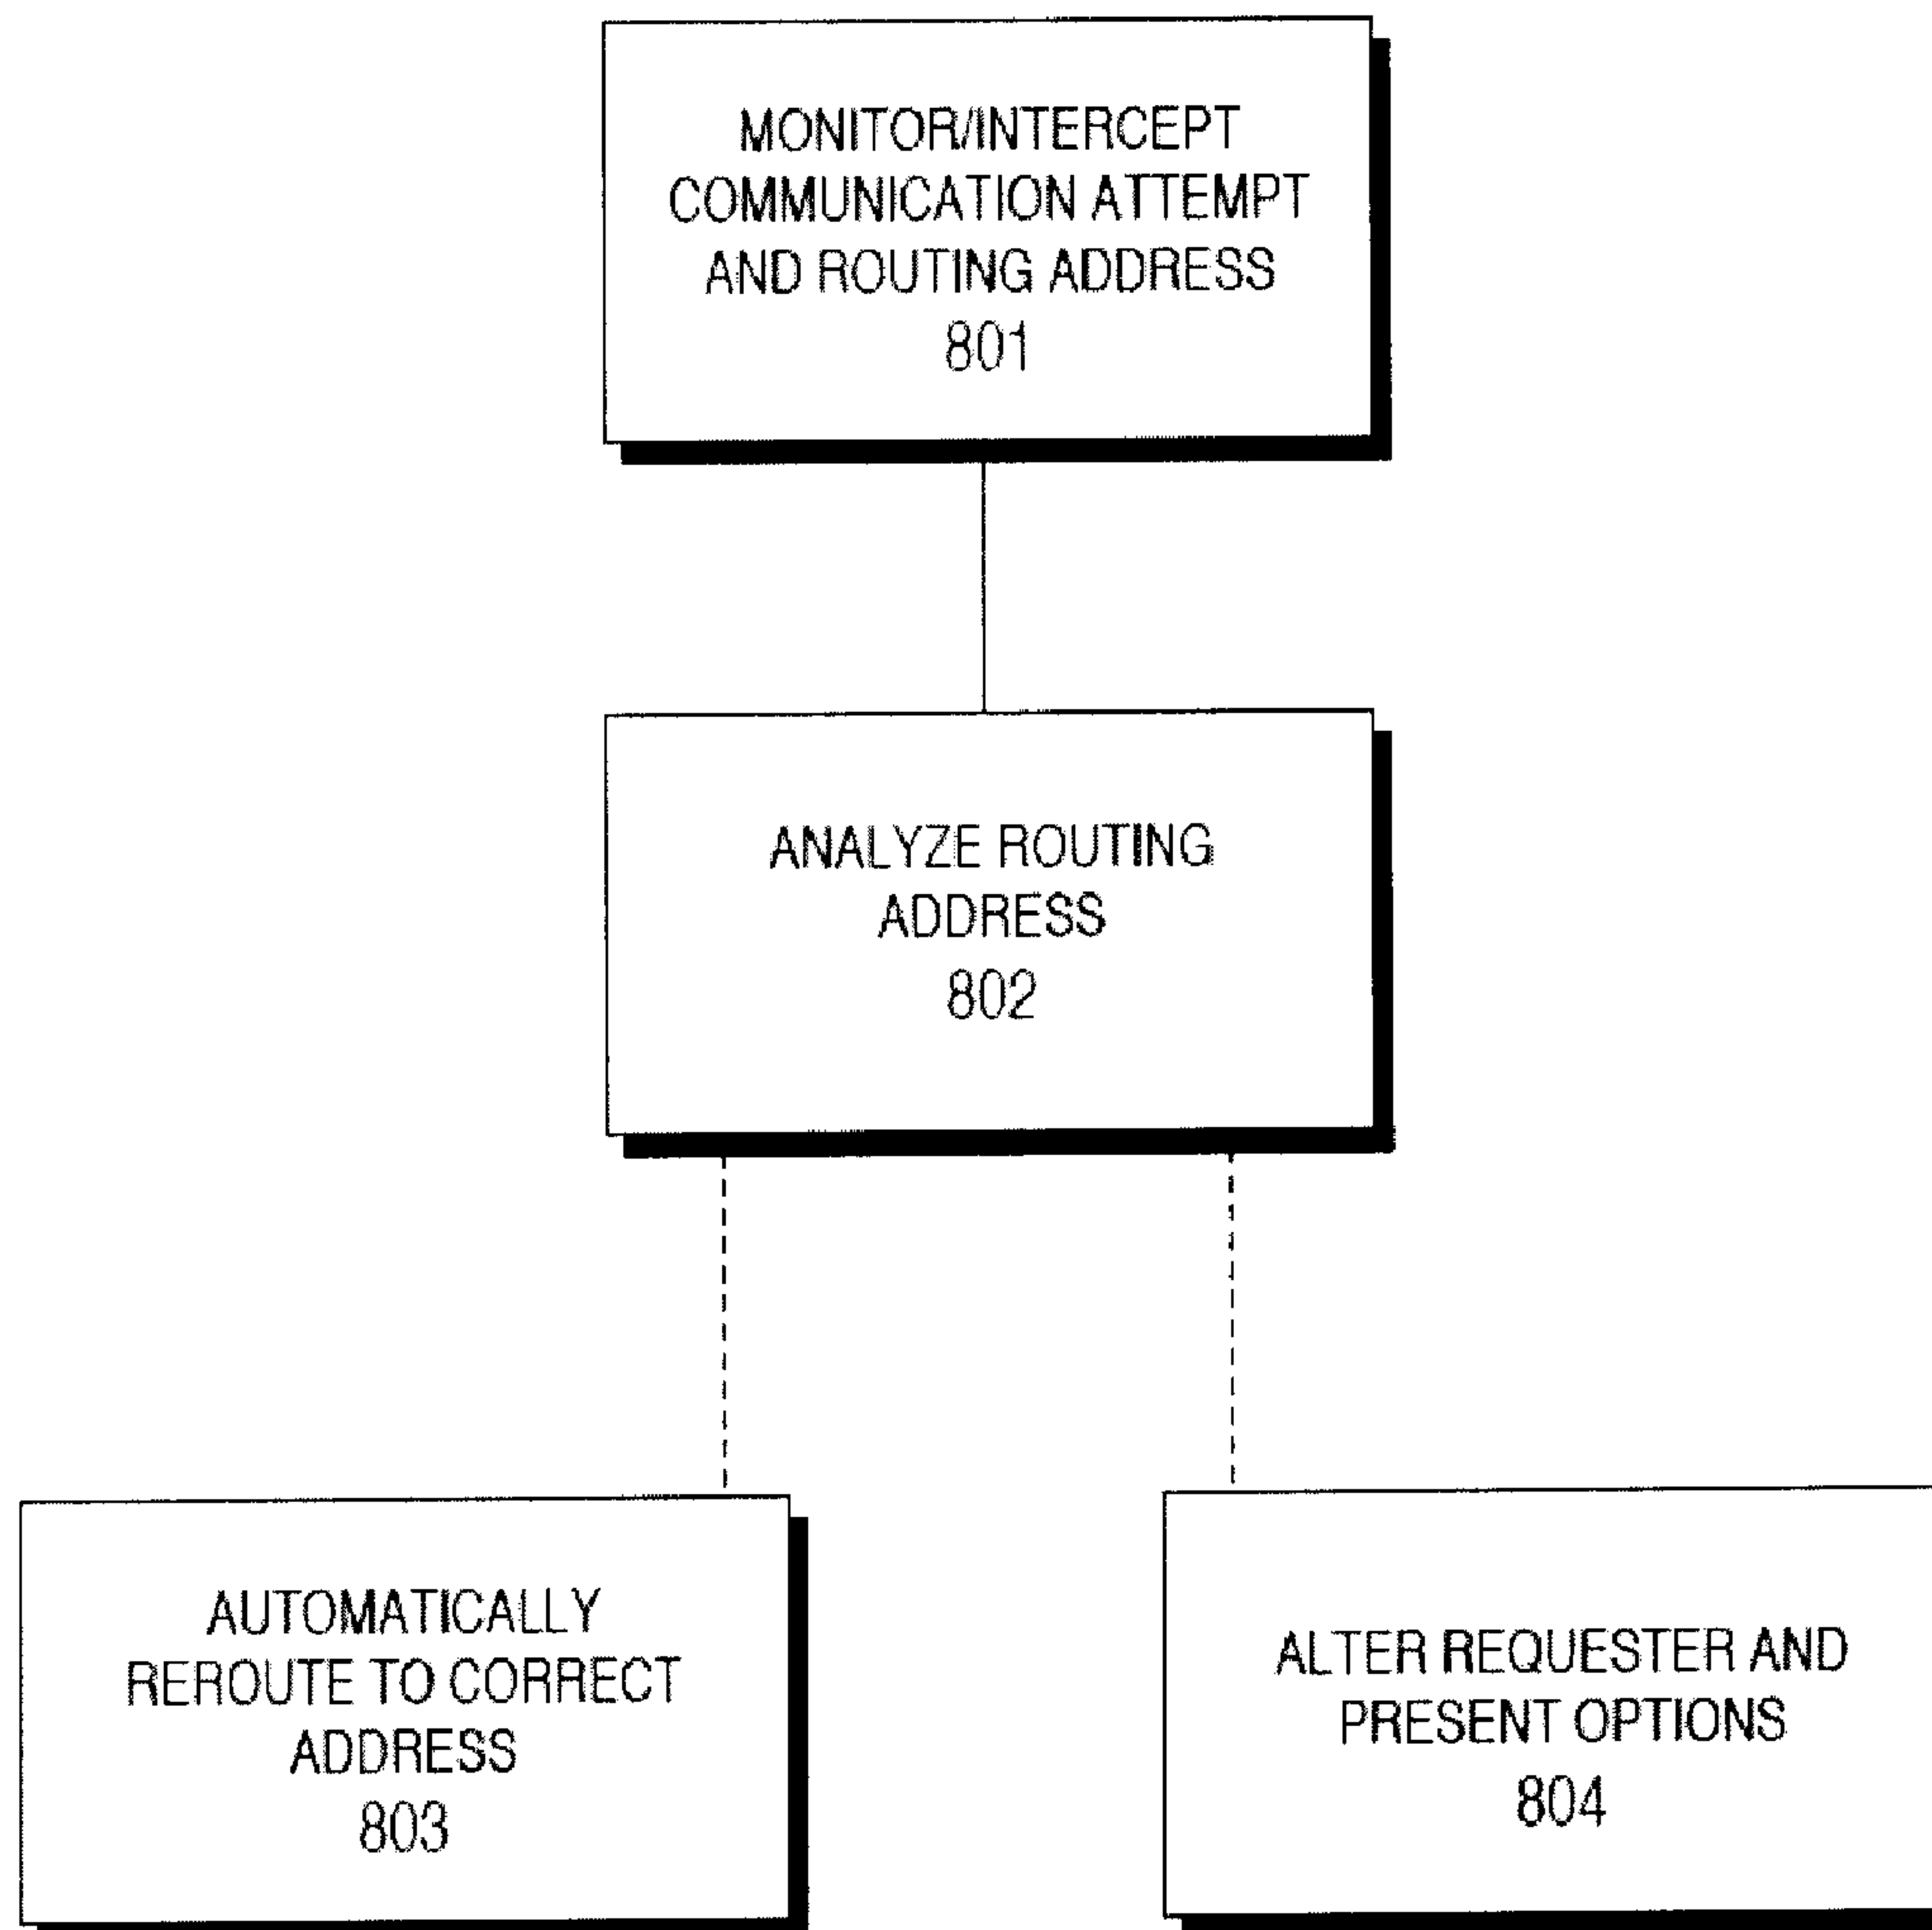 MONITOR/INTERCEPT
COMMUNICATION ATTEMPT
AND ROUTING ADDRESS
801
ANALYZE ROUTING
ADDRESS
802
AUTOMATICALLY
REROUTE TO CORRECT
ADDRESS
803
ALTER REQUESTER AND
PRESENT OPTIONS
804